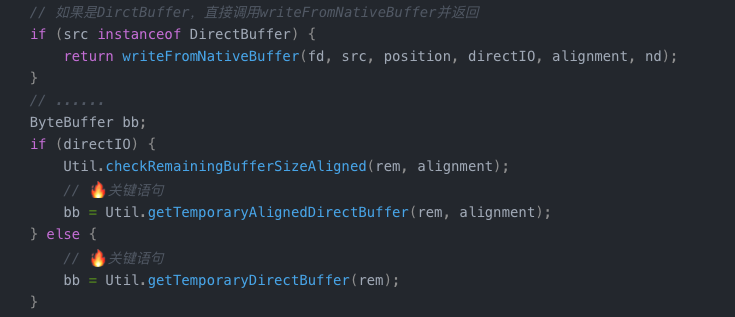 // 如果是DirctBuffer，直接调用writeFromNativeBuffer并返回
if (src instanceof DirectBuffer) {
    return writeFromNativeBuffer(fd, src, position, directIO, alignment, nd);
}
// ......
ByteBuffer bb;
if (directIO) {
    Util.checkRemainingBufferSizeAligned(rem, alignment);
    // 🔥关键语句
    bb = Util.getTemporaryAlignedDirectBuffer(rem, alignment);
} else {
    // 🔥关键语句
    bb = Util.getTemporaryDirectBuffer(rem);
}